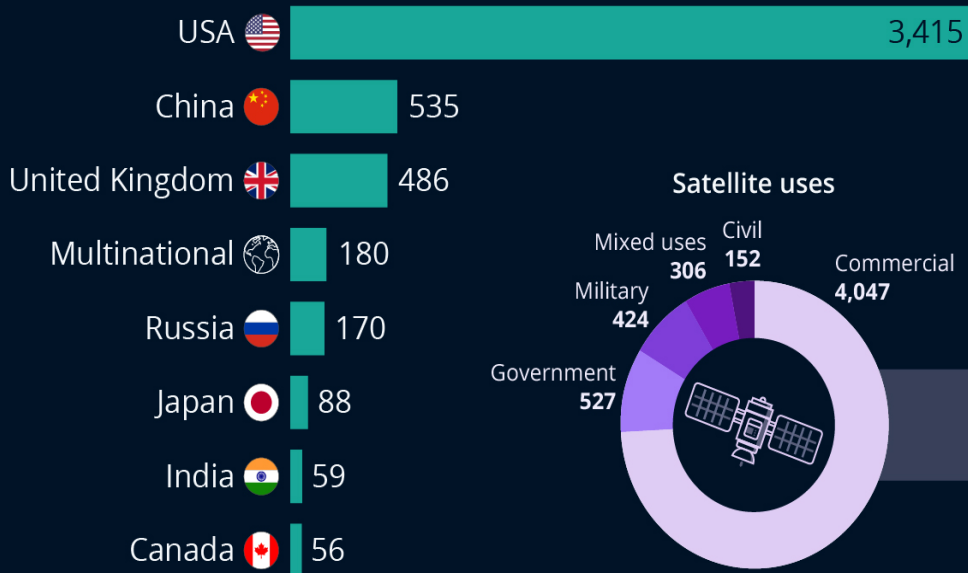 USA 3,415
China 535
United Kingdom 486
Multinational 180
Russia 170
Japan 88
India 59
Canada 56
Satellite uses
Civil
152
Mixed uses
306
Commercial
4,047
Military
424
Government
527